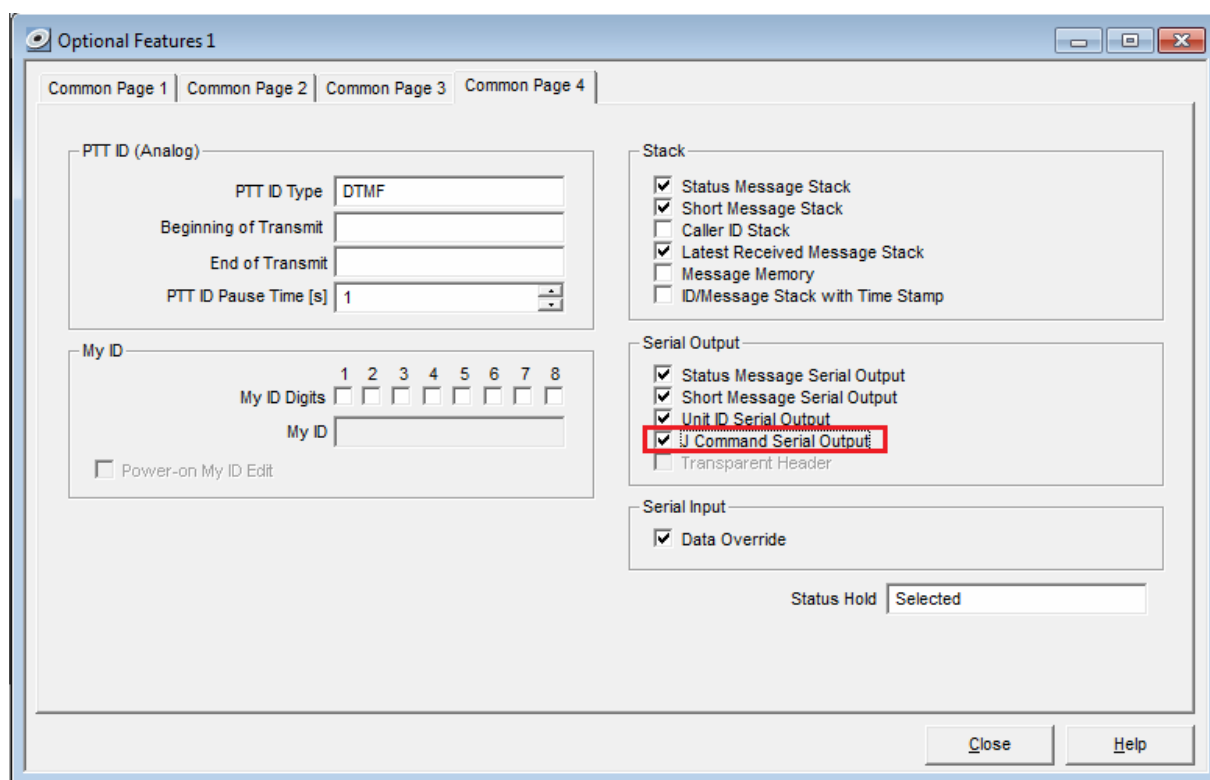 Optional Features 1
Common Page 1 Common Page 2 Common Page 3 Common Page 4
PTT ID (Analog)
PTT ID Type DTMF
Beginning of Transmit
End of Transmit
PTT ID Pause Time [s] 1
My ID
1 2 3 4 5 6 7 8
My ID Digits
My ID
Power-on My ID Edit
Stack
Status Message Stack
Short Message Stack
Caller ID Stack
Latest Received Message Stack
Message Memory
ID/Message Stack with Time Stamp
Serial Output
Status Message Serial Output
Short Message Serial Output
Unit ID Serial Output
J Command Serial Output
Transparent Header
Serial Input
Data Override
Status Hold Selected
Close Help